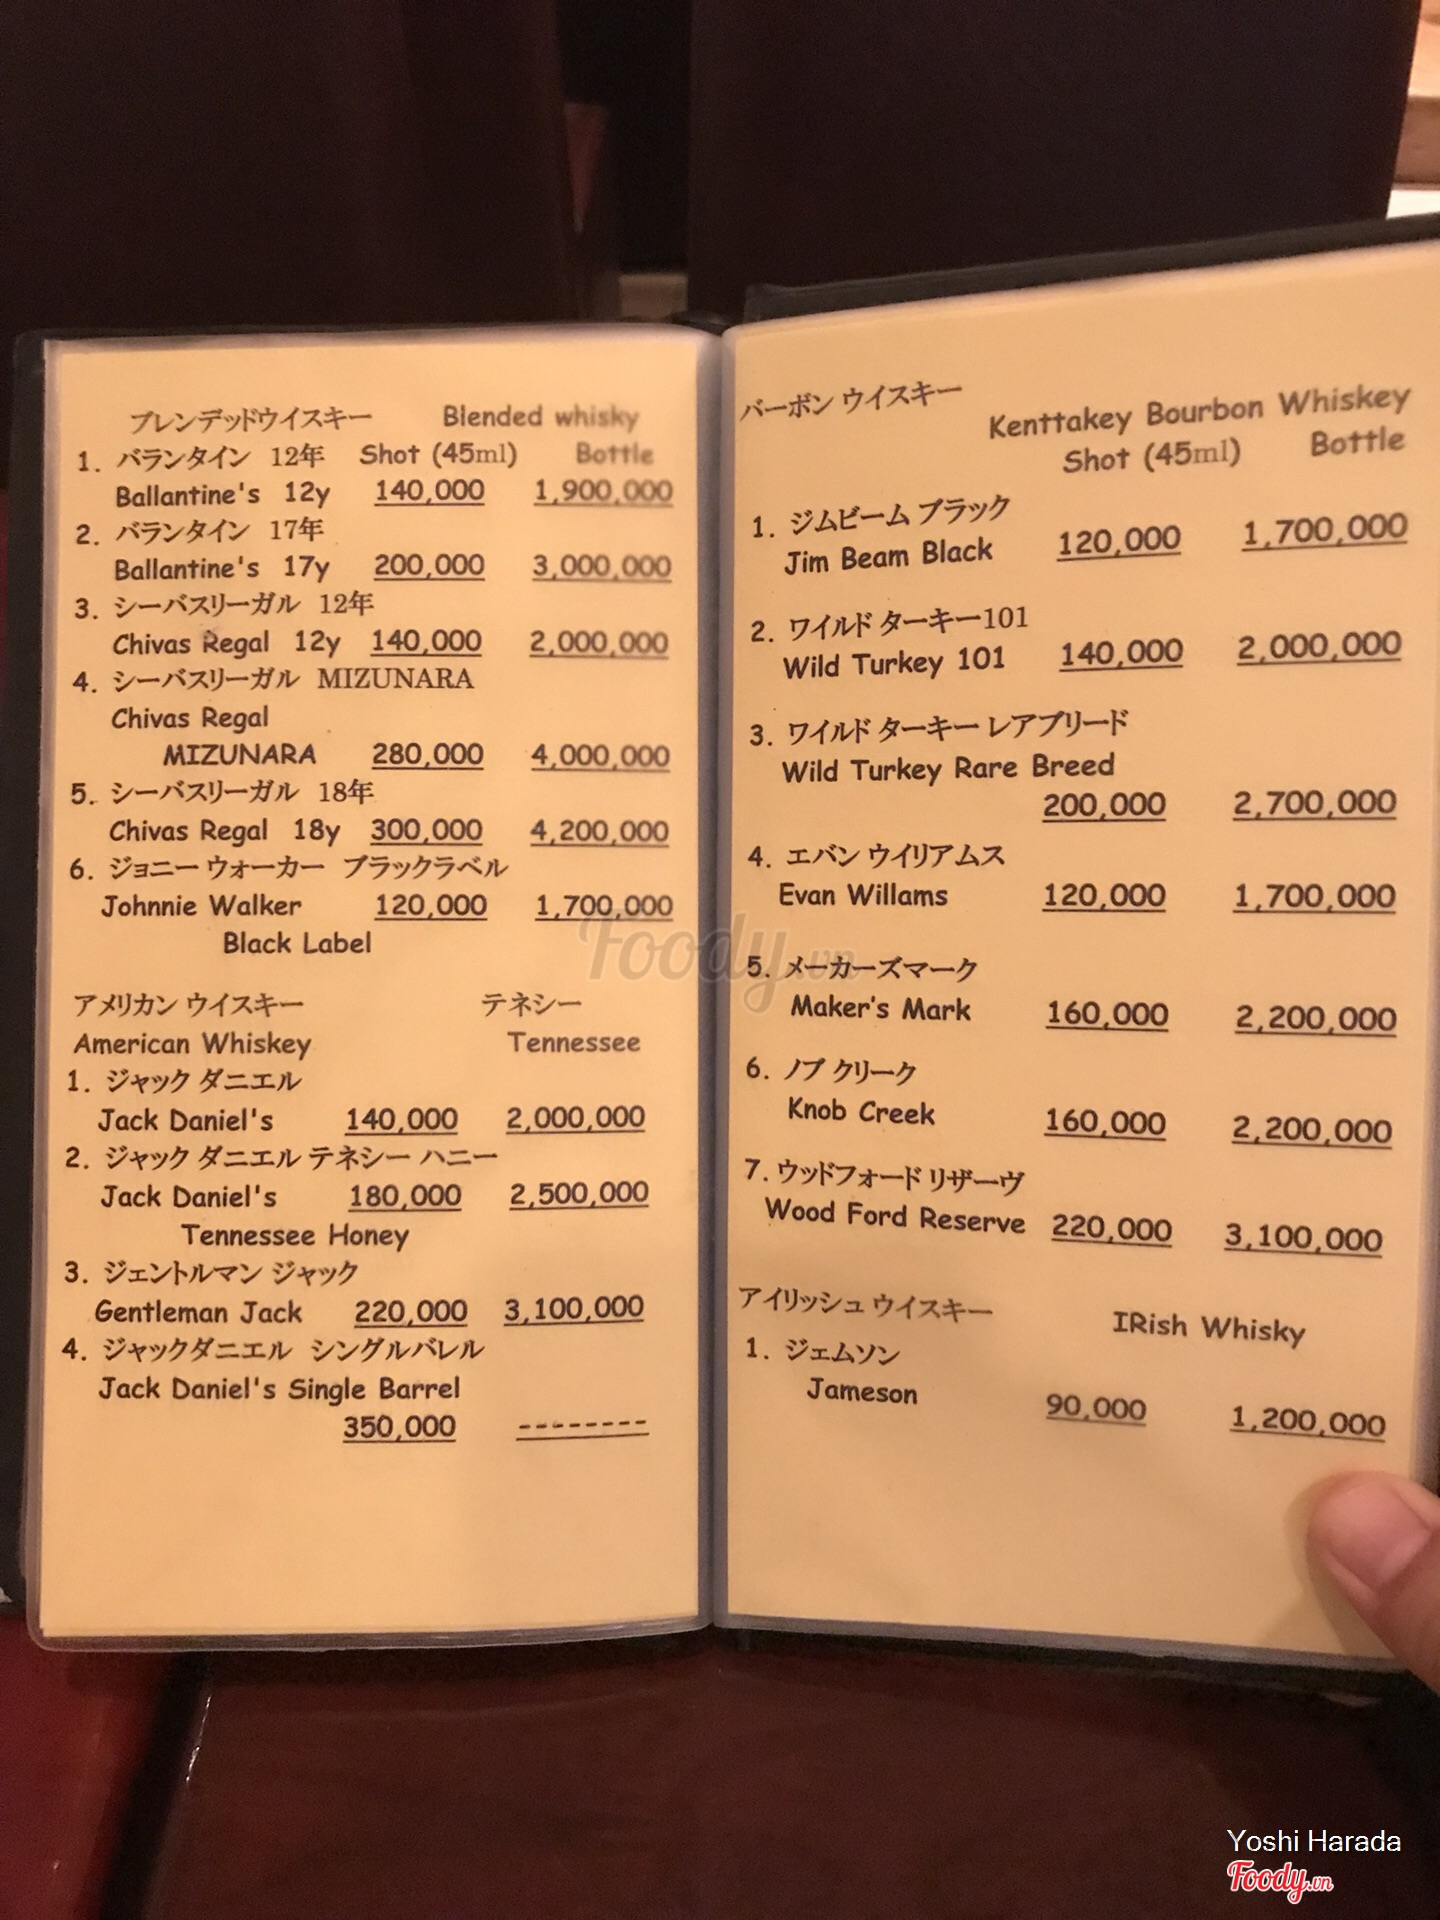 ブレンデッドウイスキー Blended whisky
1. バランタイン 12年 Shot (45ml) Bottle
Ballantine's 12y 140,000 1,900,000
2. バランタイン 17年
Ballantine's 17y 200,000 3,000,000
3. シーバスリーガル 12年
Chivas Regal 12y 140,000 2,000,000
4. シーバスリーガル MIZUNARA
Chivas Regal
MIZUNARA 280,000 4,000,000
5. シーバスリーガル 18年
Chivas Regal 18y 300,000 4,200,000
6. ジョニー ウォーカー ブラックラベル
Johnnie Walker 120,000 1,700,000
Black Label
アメリカン ウイスキー テネシー
American Whiskey Tennessee
1. ジャック ダニエル
Jack Daniel's 140,000 2,000,000
2. ジャック ダニエル テネシー ハニー
Jack Daniel's 180,000 2,500,000
Tennessee Honey
3. ジェントルマン ジャック
Gentleman Jack 220,000 3,100,000
4. ジャックダニエル シングルバレル
Jack Daniel's Single Barrel
350,000 --------
バーボン ウイスキー
Kenttakey Bourbon Whiskey
Shot (45ml) Bottle
1. ジムビーム ブラック
Jim Beam Black 120,000 1,700,000
2. ワイルド ターキー101
Wild Turkey 101 140,000 2,000,000
3. ワイルド ターキー レアブリード
Wild Turkey Rare Breed
200,000 2,700,000
4. エバン ウイリアムス
Evan Willams 120,000 1,700,000
5. メーカーズマーク
Maker's Mark 160,000 2,200,000
6. ノブ クリーク
Knob Creek 160,000 2,200,000
7. ウッドフォード リザーヴ
Wood Ford Reserve 220,000 3,100,000
アイリッシュ ウイスキー IRish Whisky
1. ジェムソン
Jameson 90,000 1,200,000
Foody.vn
Yoshi Harada
Foody.vn